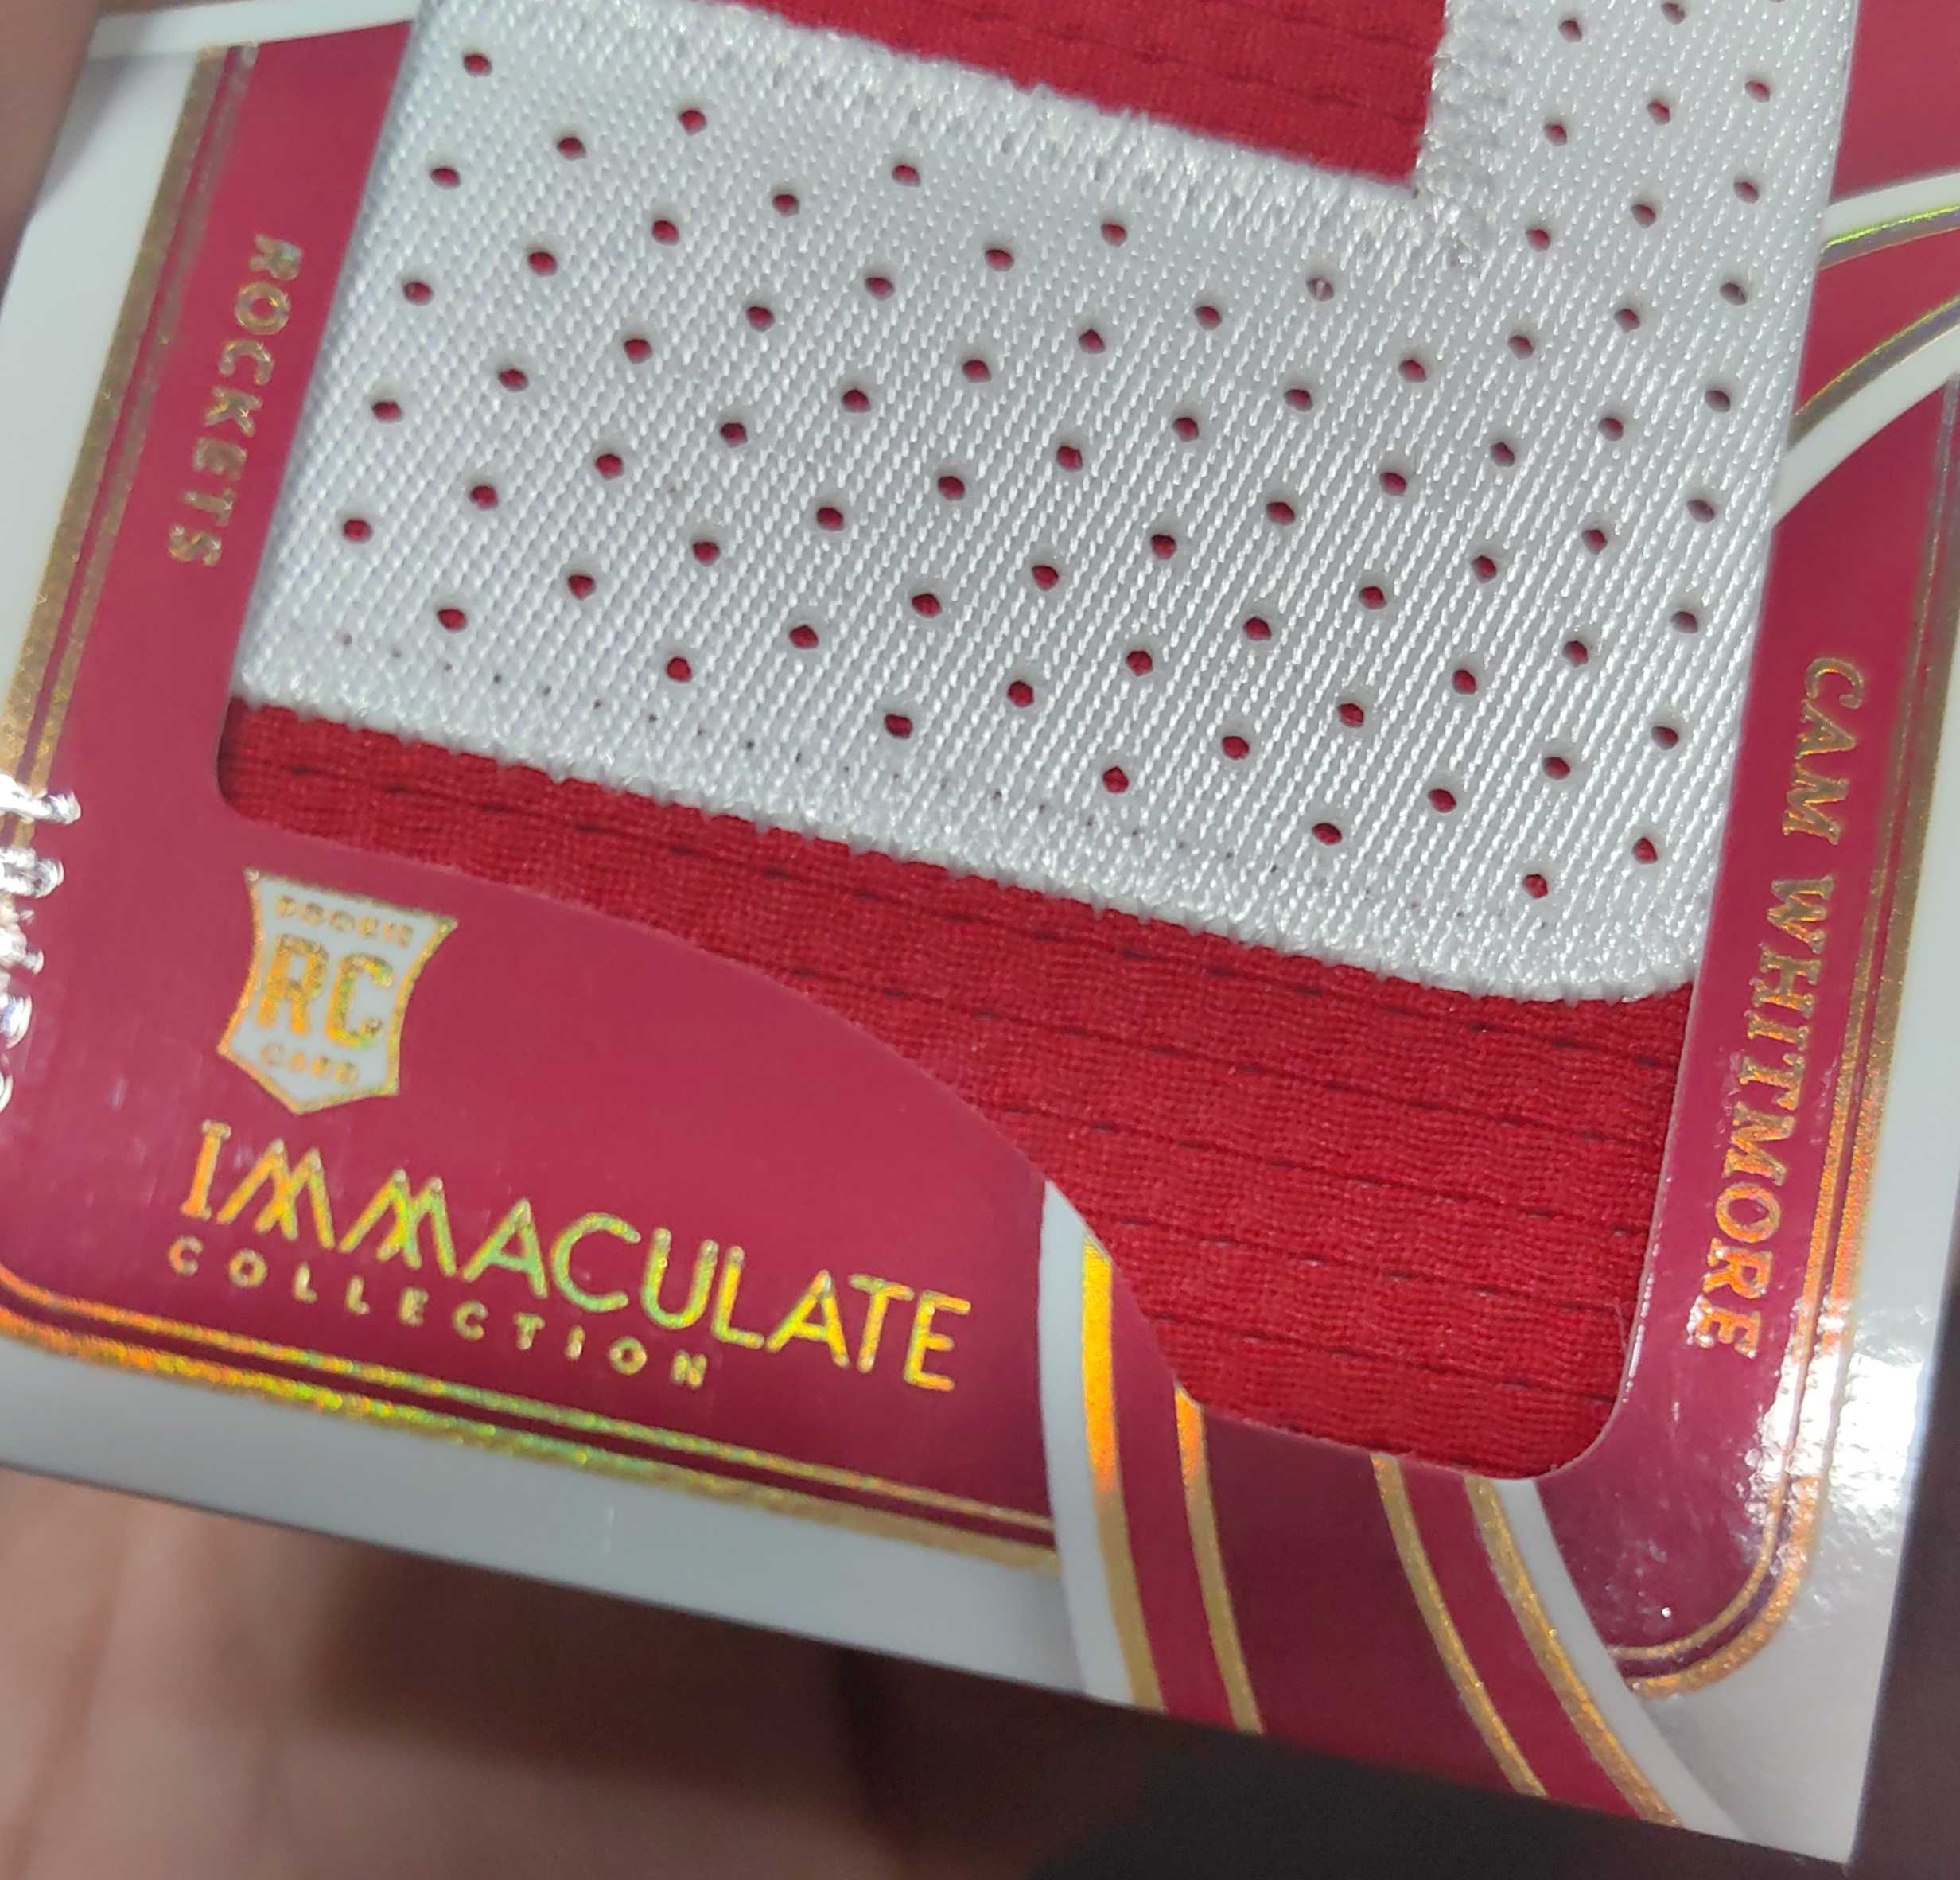 ROCKETS
CAM WHITMORE
ROOKIE
RC
CARD
IMMACULATE
COLLECTION